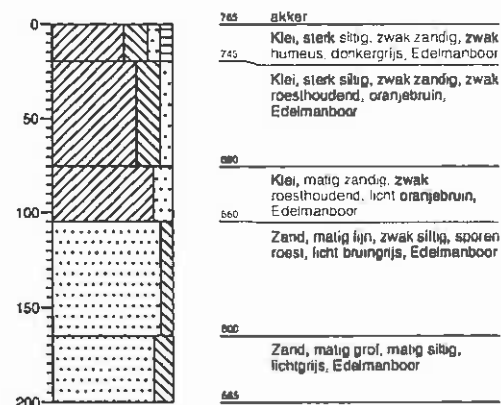 0
50
100
150
200
765 akker
Klei, sterk siltig, zwak zandig, zwak
humeus, donkergrijs, Edelmanboor
745
Klei, sterk siltig, zwak zandig, zwak
roesthoudend, oranjebruin,
Edelmanboor
690
Klei, matig zandig, zwak
roesthoudend, licht oranjebruin,
Edelmanboor
660
Zand, matig fijn, zwak siltig, sporen
roest, licht bruingrijs, Edelmanboor
600
Zand, matig grof, matig siltig,
lichtgrijs, Edelmanboor
565